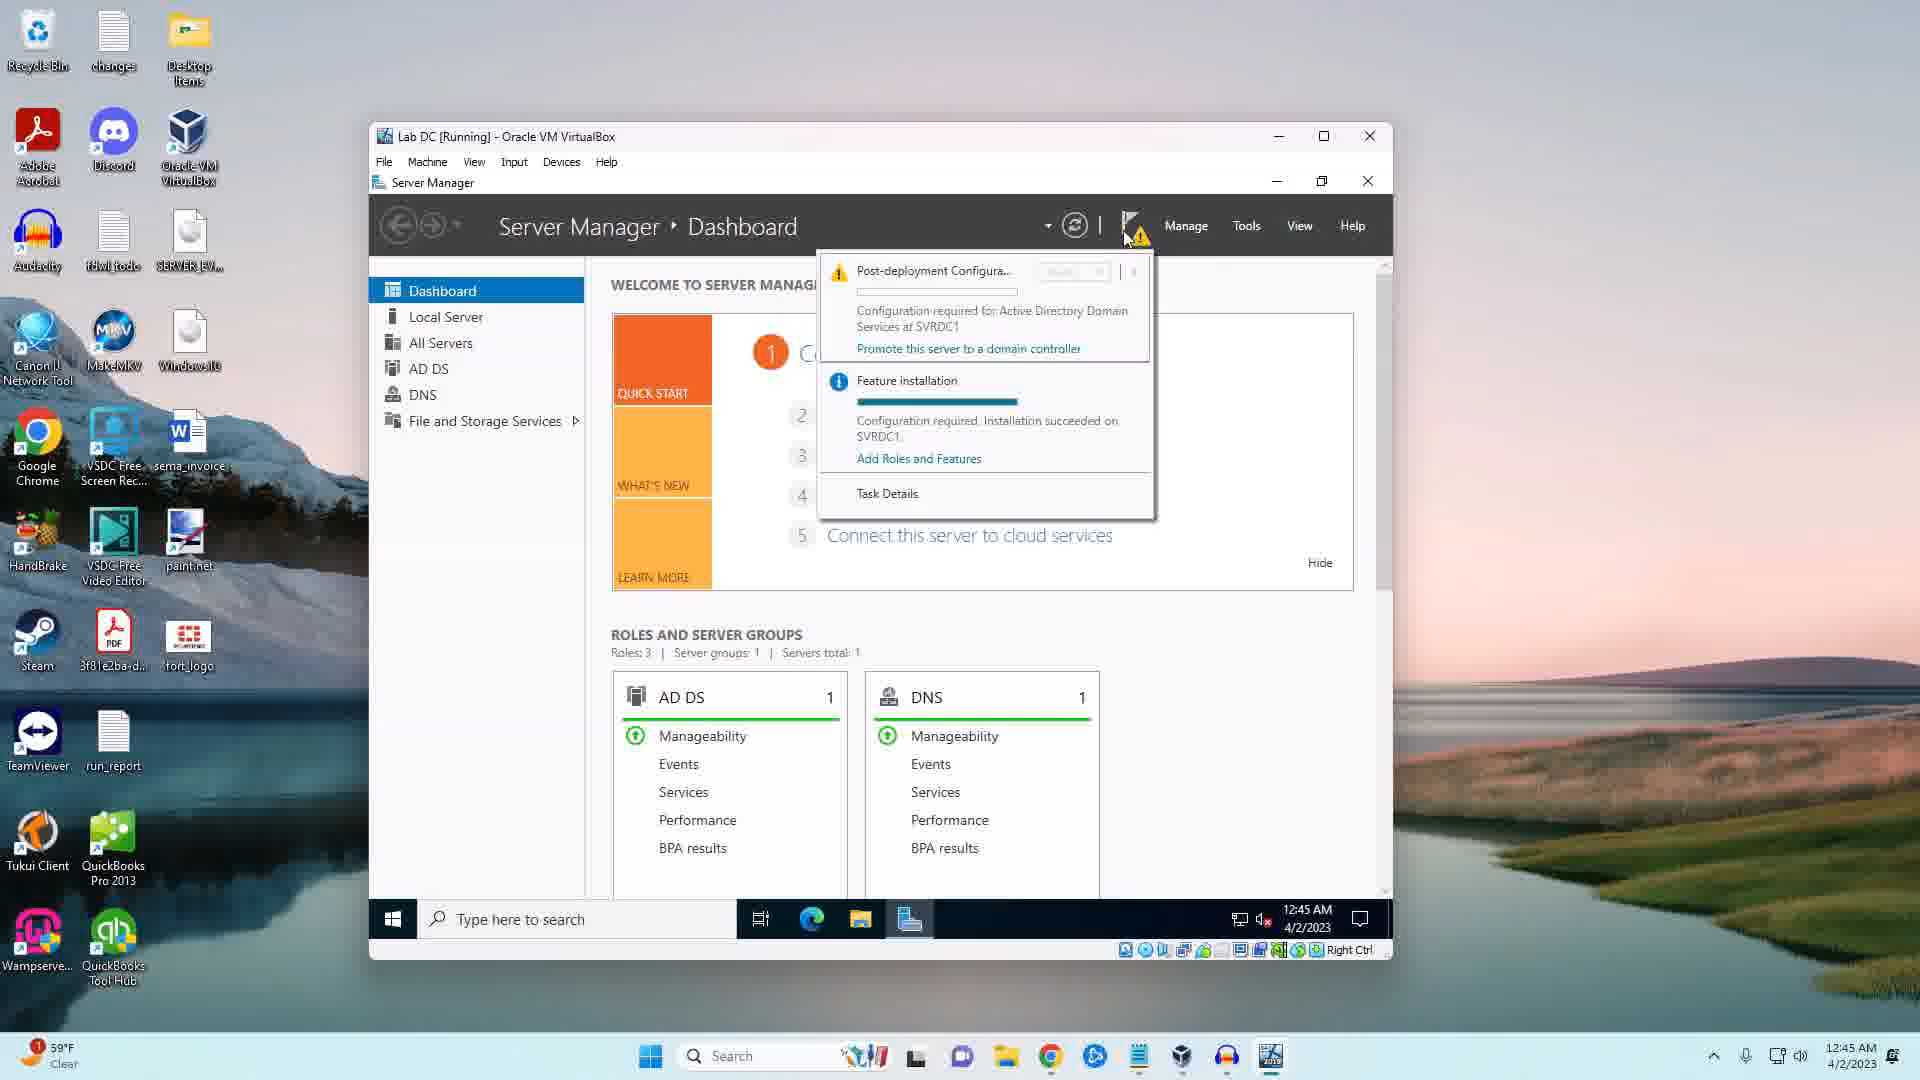 Recycle Bin
changes
Desktop
Items
Adobe
Acrobat
Discord
Oracle VM
VirtualBox
Audacity
fdwl_todo
SERVER_EV...
Canon IJ
Network Tool
MakeMKV
Windows10
Google
Chrome
VSDC Free
Screen Rec...
sema_invoice
HandBrake
VSDC Free
Video Editor
paint.net
Steam
PDF
3f81e2ba-d...
fort_logo
TeamViewer
run_report
Tukui Client
QuickBooks
Pro 2013
Wampserve...
QuickBooks
Tool Hub
Lab DC [Running] - Oracle VM VirtualBox
File Machine View Input Devices Help
Server Manager
Server Manager Dashboard
Manage Tools View Help
Dashboard
Local Server
All Servers
AD DS
DNS
File and Storage Services
WELCOME TO SERVER MANAG
QUICK START
WHAT'S NEW
LEARN MORE
1
2
3
4
5 Connect this server to cloud services
Hide
Post-deployment Configura...
Configuration required for Active Directory Domain
Services at SVRDC1
Promote this server to a domain controller
Feature installation
Configuration required. Installation succeeded on
SVRDC1.
Add Roles and Features
Task Details
ROLES AND SERVER GROUPS
Roles: 3 | Server groups: 1 | Servers total: 1
AD DS 1
Manageability
Events
Services
Performance
BPA results
DNS 1
Manageability
Events
Services
Performance
BPA results
Type here to search
12:45 AM
4/2/2023
Right Ctrl
1
59°F
Clear
Search
2019
12:45 AM
4/2/2023